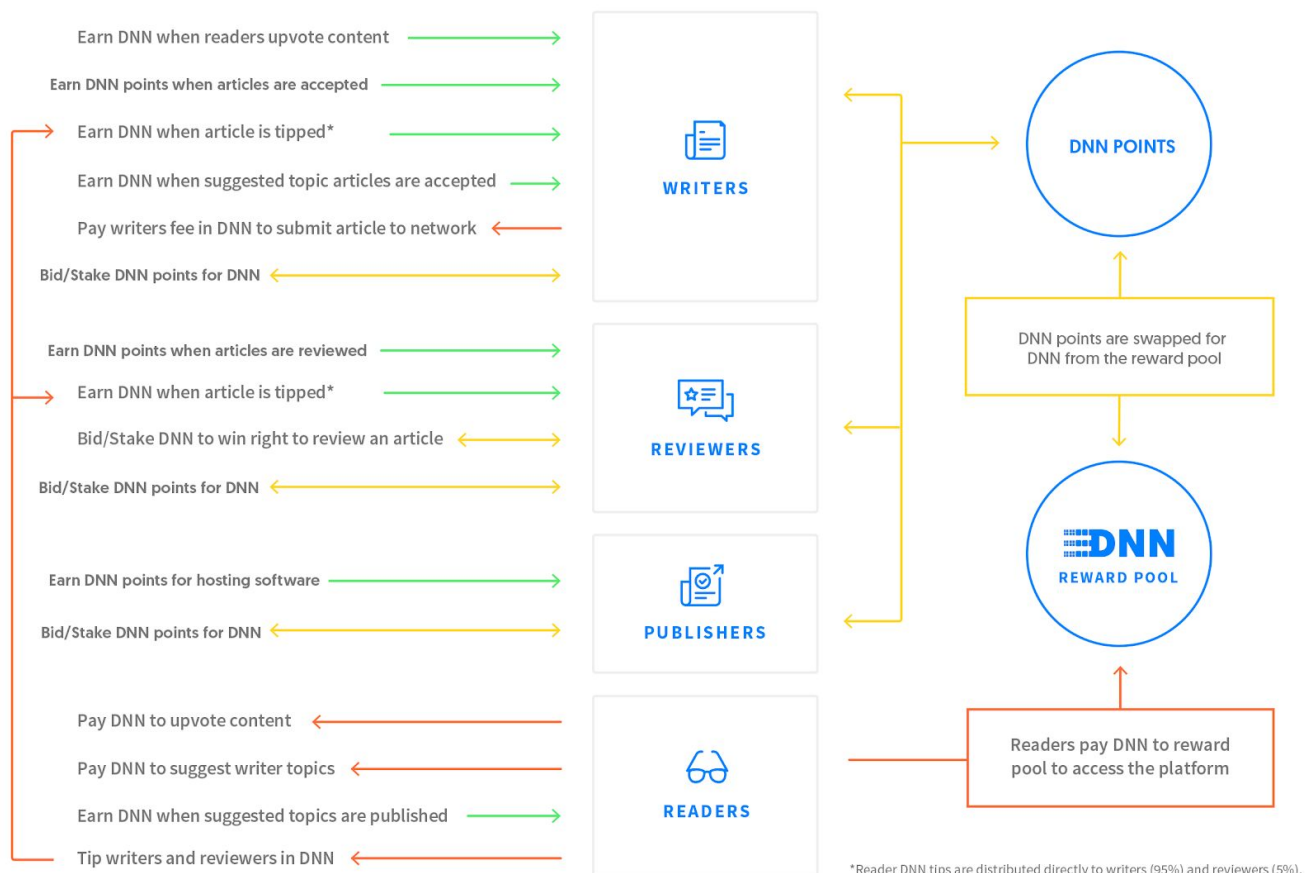 Earn DNN when readers upvote content
Earn DNN points when articles are accepted
Earn DNN when article is tipped*
Earn DNN when suggested topic articles are accepted
Pay writers fee in DNN to submit article to network
Bid/Stake DNN points for DNN
WRITERS
Earn DNN points when articles are reviewed
Earn DNN when article is tipped*
Bid/Stake DNN to win right to review an article
Bid/Stake DNN points for DNN
REVIEWERS
Earn DNN points for hosting software
Bid/Stake DNN points for DNN
PUBLISHERS
Pay DNN to upvote content
Pay DNN to suggest writer topics
Earn DNN when suggested topics are published
Tip writers and reviewers in DNN
READERS
DNN POINTS
DNN points are swapped for
DNN from the reward pool
DNN
REWARD POOL
Readers pay DNN to reward
pool to access the platform
*Reader DNN tips are distributed directly to writers (95%) and reviewers (5%).